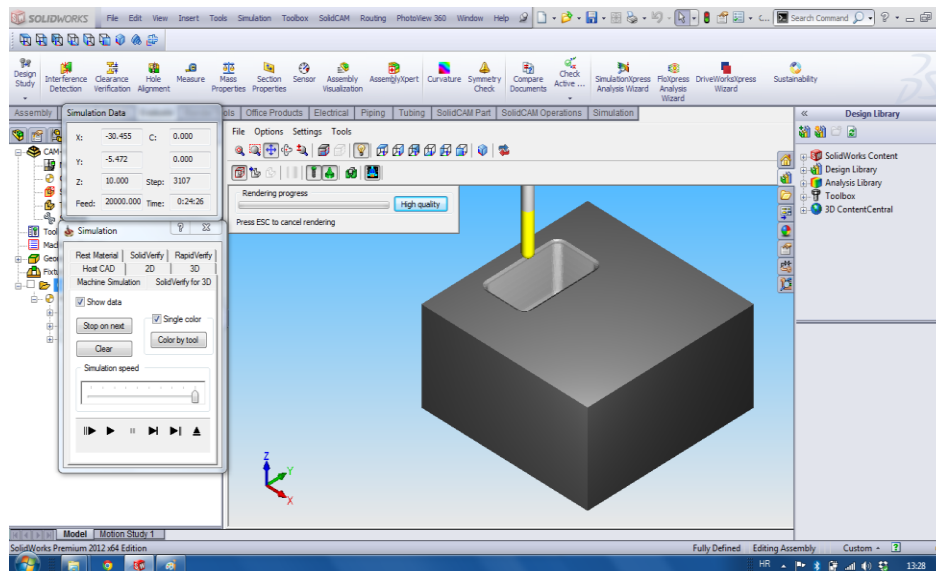 SOLIDWORKS File Edit View Insert Tools Simulation Toolbox SolidCAM Routing PhotoView 360 Window Help C... Search Command
Design Study
Interference Detection
Clearance Verification
Hole Alignment
Measure
Mass Properties
Section Properties
Sensor
Assembly Visualization
AssemblyXpert
Curvature
Symmetry Check
Compare Documents
Check Active ...
SimulationXpress Analysis Wizard
FloXpress Analysis Wizard
DriveWorksXpress Wizard
Sustainability
Assembly ols Office Products Electrical Piping Tubing SolidCAM Part SolidCAM Operations Simulation
Simulation Data
X: -30.455 C: 0.000
Y: -5.472 0.000
Z: 10.000 Step: 3107
Feed: 20000.000 Time: 0:24:26
File Options Settings Tools
Rendering progress
High quality
Press ESC to cancel rendering
CAM-
Tool
Mach
Geo
Fixtu
Simulation
Rest Material SolidVerify RapidVerify
Host CAD 2D 3D
Machine Simulation SolidVerify for 3D
Show data
Stop on next
Single color
Clear
Color by tool
Simulation speed
Z
Y
X
Design Library
SolidWorks Content
Design Library
Analysis Library
Toolbox
3D ContentCentral
Model Motion Study 1
SolidWorks Premium 2012 x64 Edition Fully Defined Editing Assembly Custom
HR 13:28